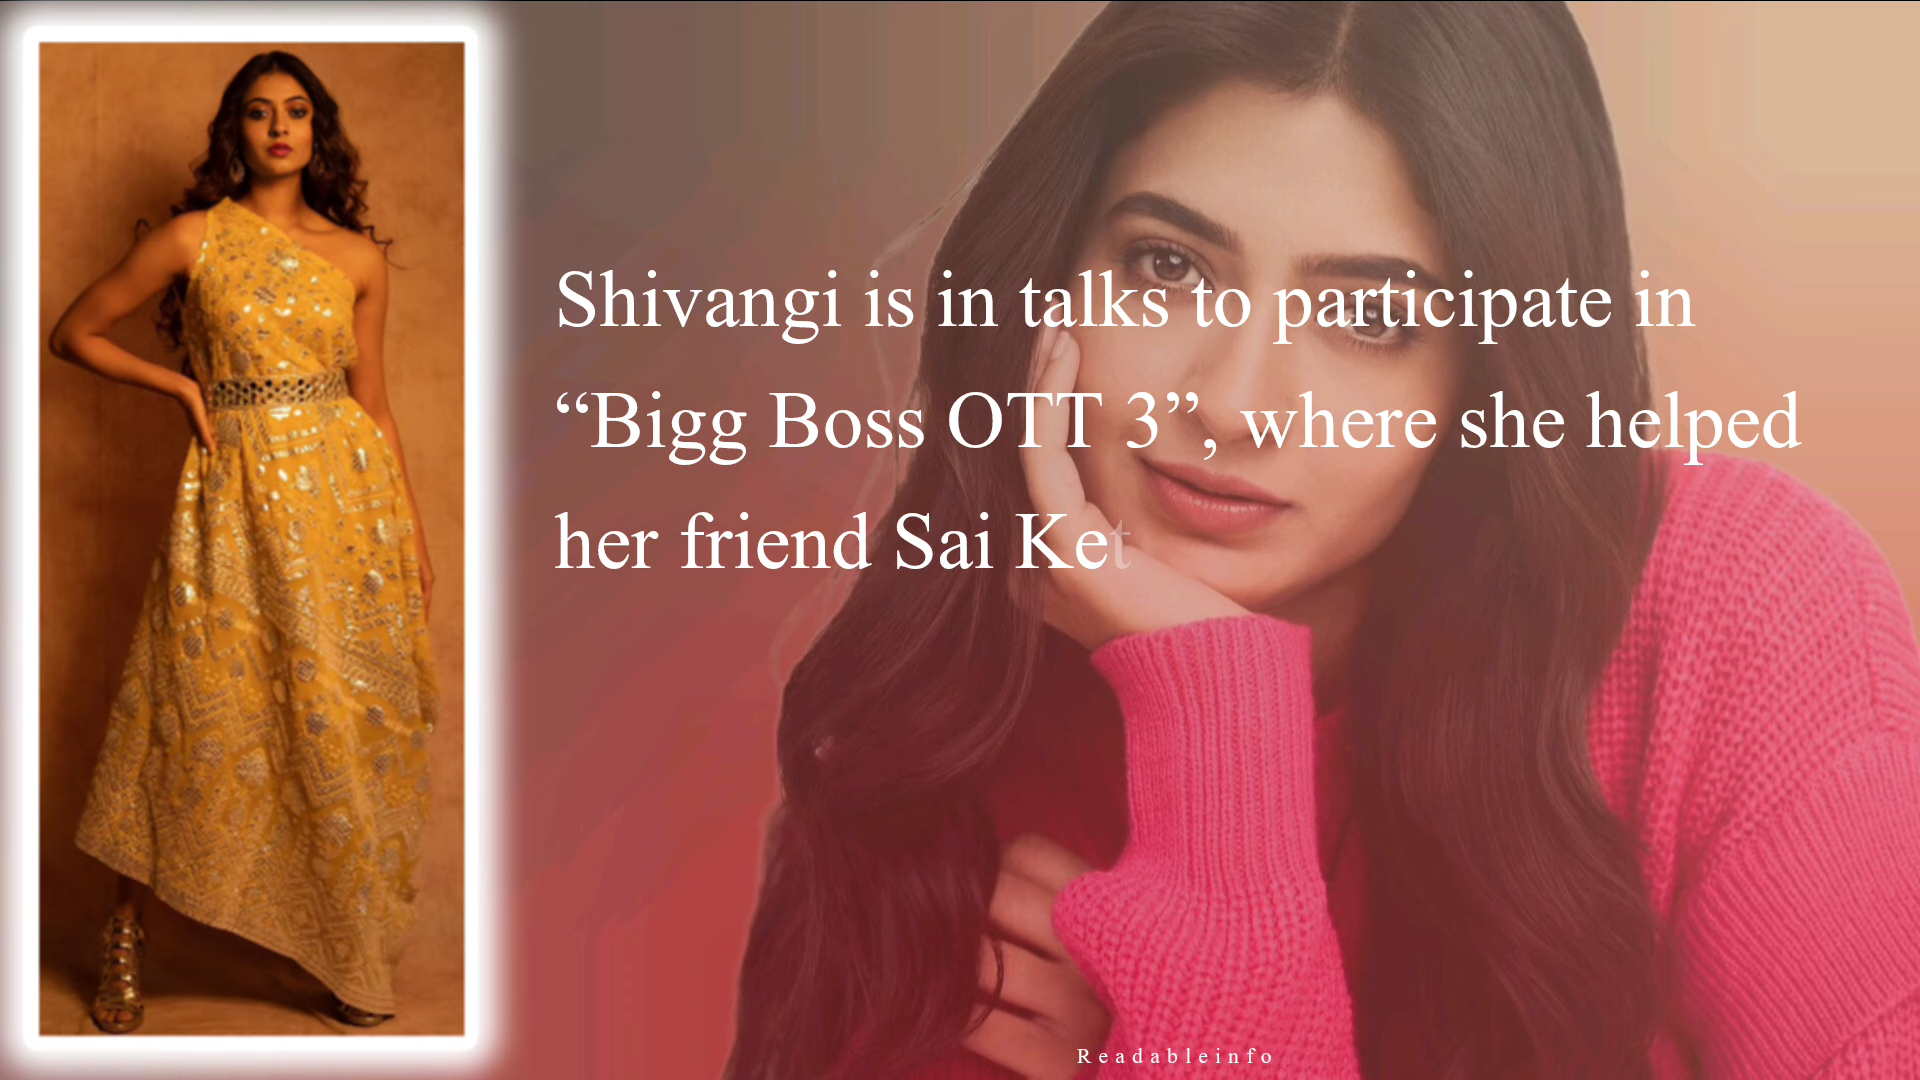 Shivangi is in talks to participate in
“Bigg Boss OTT 3”, where she helped
her friend Sai Ket
Readableinfo